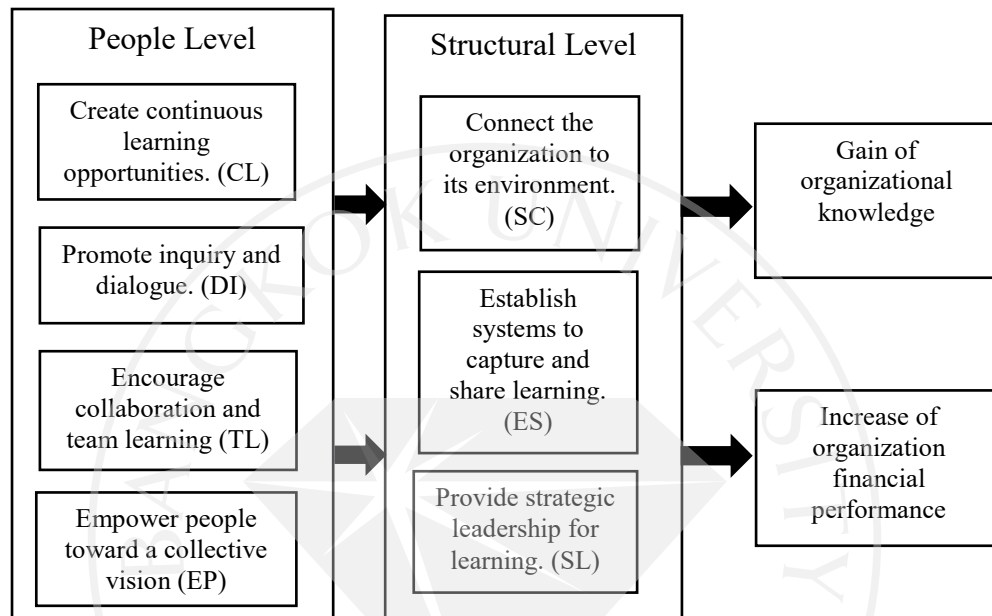 People Level
Create continuous
learning
opportunities. (CL)
Promote inquiry and
dialogue. (DI)
Encourage
collaboration and
team learning (TL)
Empower people
toward a collective
vision (EP)
Structural Level
Connect the
organization to
its environment.
(SC)
Establish
systems to
capture and
share learning.
(ES)
Provide strategic
leadership for
learning. (SL)
Gain of
organizational
knowledge
Increase of
organization
financial
performance
BANGKOK UNIVERSITY